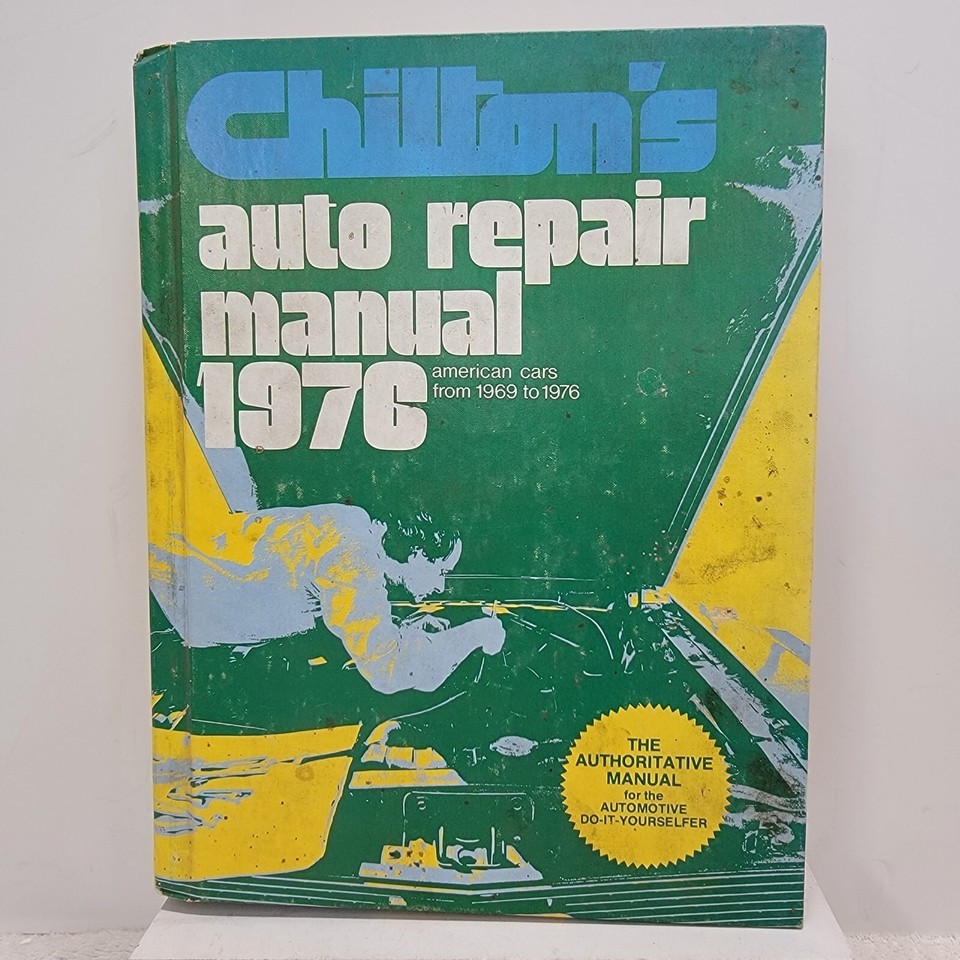 Chilton's
auto repair
manual
1976
american cars
from 1969 to 1976
THE
AUTHORITATIVE
MANUAL
for the
AUTOMOTIVE
DO-IT-YOURSELFER